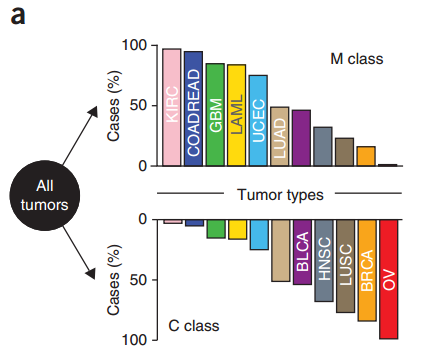 a
100
50
0
Cases (%)
M class
KIRC
COADREAD
GBM
LAML
UCEC
LUAD
All
tumors
Tumor types
0
50
100
Cases (%)
BLCA
HNSC
LUSC
BRCA
OV
C class